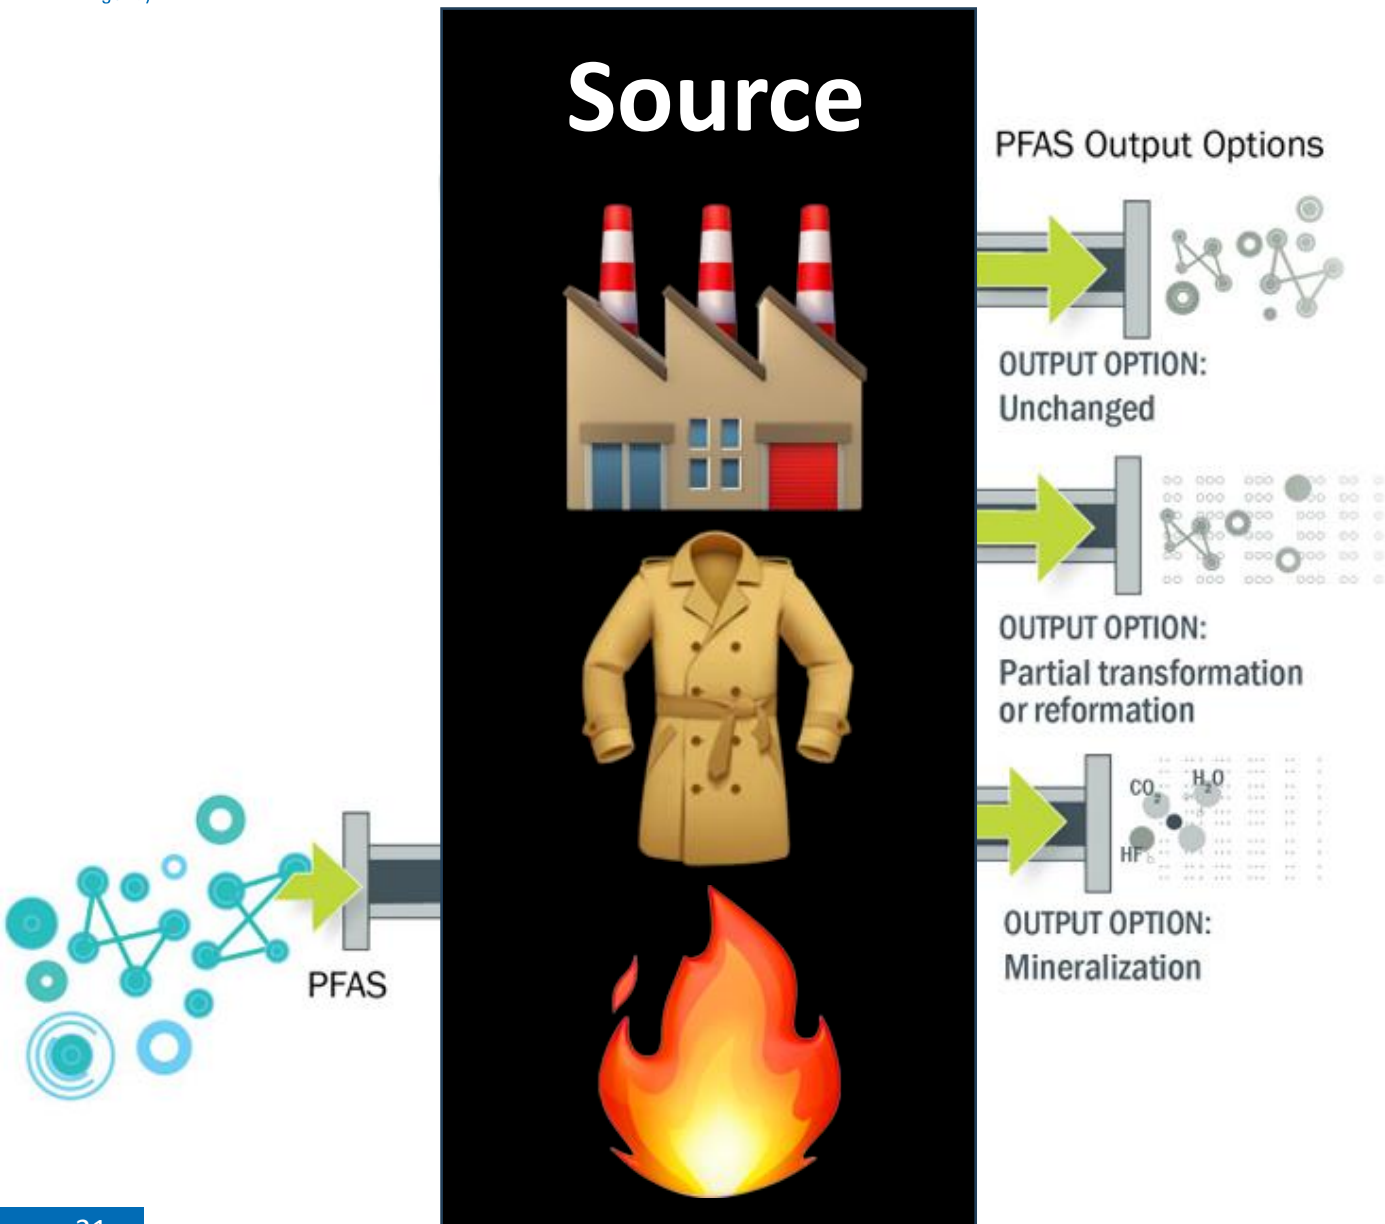 Source
PFAS Output Options
OUTPUT OPTION:
Unchanged
OUTPUT OPTION:
Partial transformation
or reformation
CO2
H2O
HF
OUTPUT OPTION:
Mineralization
PFAS